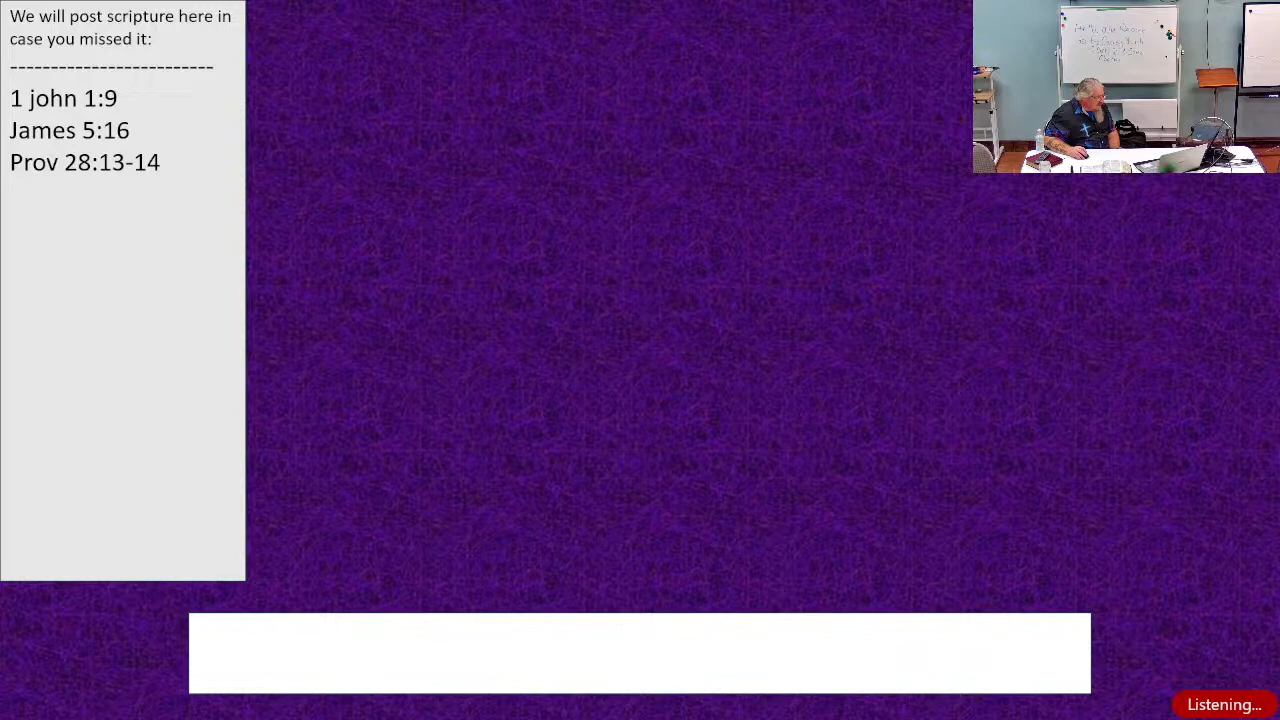 We will post scripture here in
case you missed it:
-------------------------
1 john 1:9
James 5:16
Prov 28:13-14
Listening...